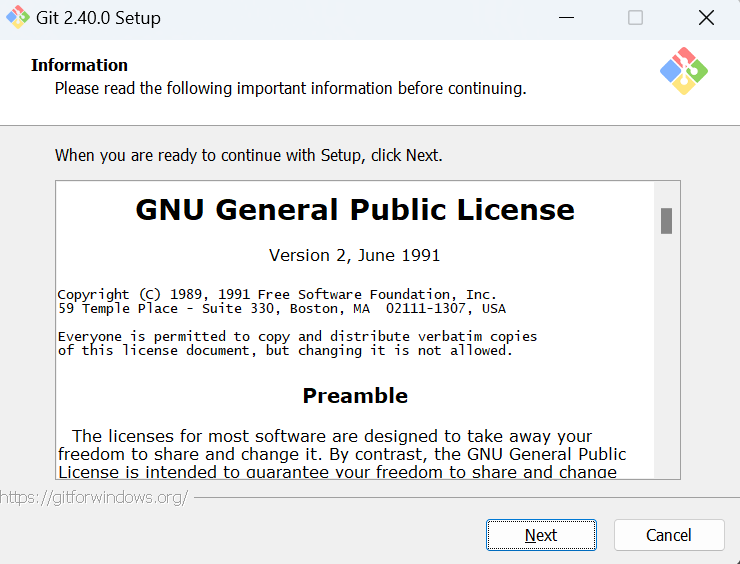 Git 2.40.0 Setup
Information
Please read the following important information before continuing.
When you are ready to continue with Setup, click Next.
GNU General Public License
Version 2, June 1991
Copyright (C) 1989, 1991 Free Software Foundation, Inc.
59 Temple Place - Suite 330, Boston, MA  02111-1307, USA
Everyone is permitted to copy and distribute verbatim copies
of this license document, but changing it is not allowed.
Preamble
The licenses for most software are designed to take away your
freedom to share and change it. By contrast, the GNU General Public
License is intended to guarantee your freedom to share and change
https://gitforwindows.org/
Next
Cancel